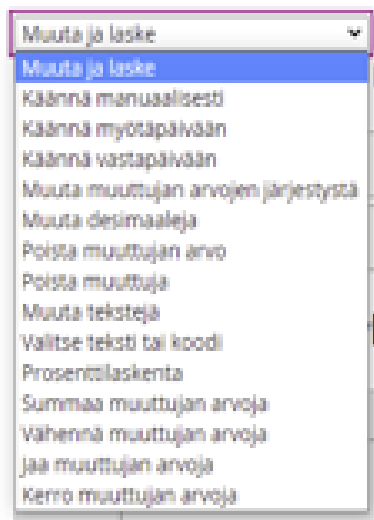 Muuta ja laske
Muuta ja laske
Käännä manuaalisesti
Käännä myötäpäivään
Käännä vastapäivään
Muuta muuttujan arvojen järjestystä
Muuta desimaaleja
Poista muuttujan arvo
Poista muuttuja
Muuta tekstejä
Valitse teksti tai koodi
Prosenttilaskenta
Summaa muuttujan arvoja
Vähennä muuttujan arvoja
Jaa muuttujan arvoja
Kerro muuttujan arvoja